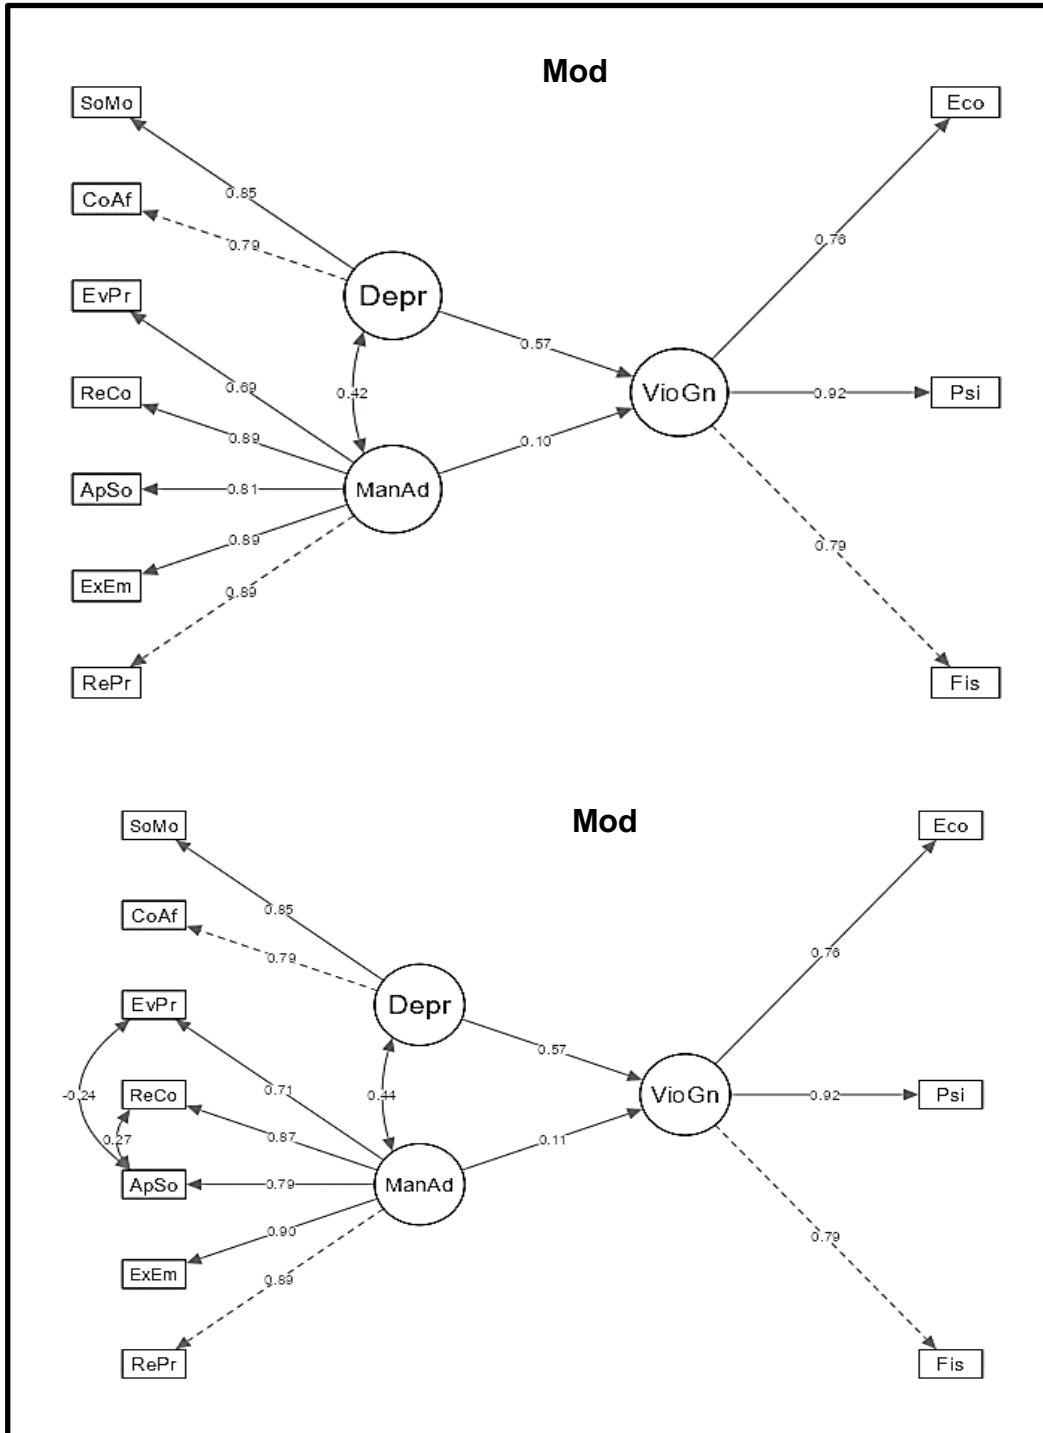 Mod
SoMo
Eco
0.85
CoAf
0.79
0.76
EvPr
Depr
0.57
0.69
ReCo
0.42
VioGn
0.92
Psi
0.89
0.10
ApSo
0.81
ManAd
0.89
0.79
ExEm
0.89
RePr
Fis
Mod
SoMo
Eco
0.85
CoAf
0.79
0.76
EvPr
Depr
0.57
-0.24
ReCo
0.71
0.44
VioGn
0.92
Psi
0.27
0.87
0.11
ApSo
0.79
ManAd
0.90
0.79
ExEm
0.89
RePr
Fis